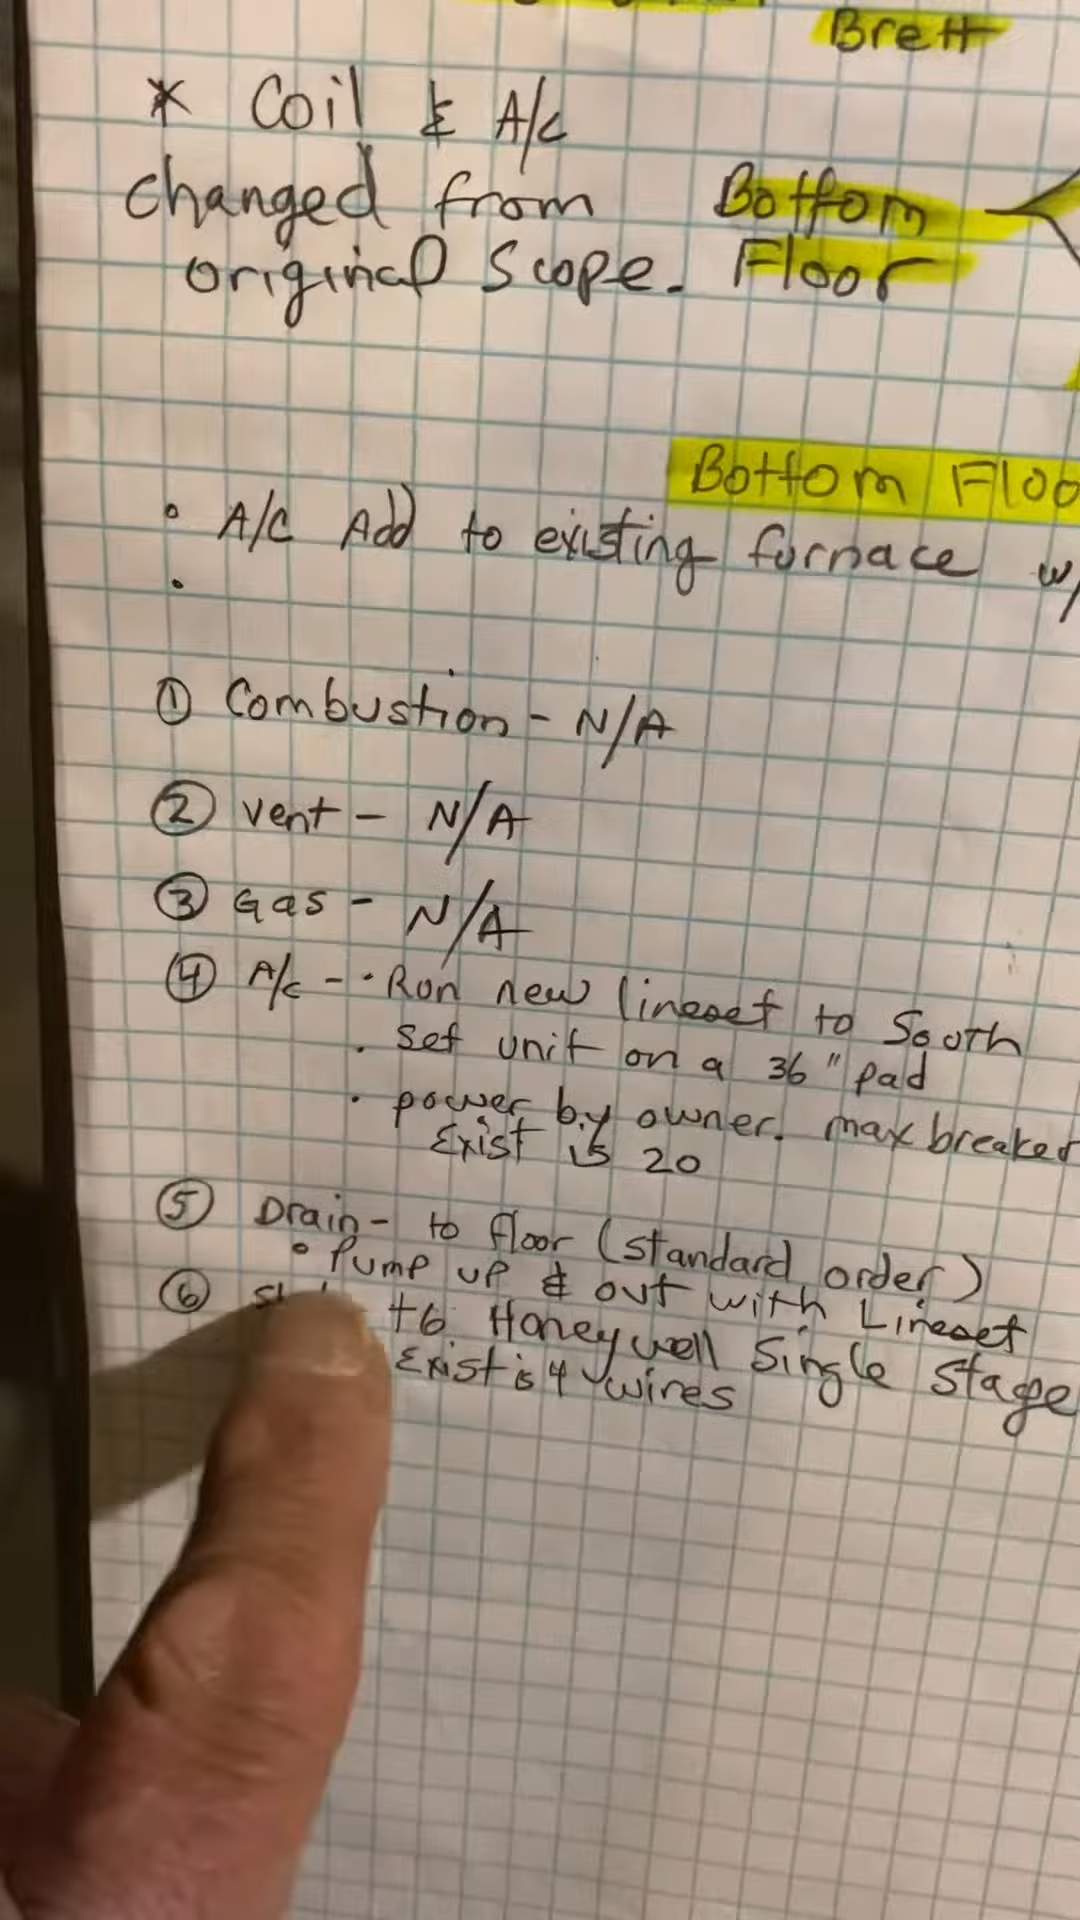 Brett
* Coil & A/C
changed from
original scope.
Bottom
Floor
Bottom Floo
• A/C Add to existing furnace w/
•
① Combustion - N/A
② Vent - N/A
③ Gas - N/A
④ A/c - • Run new lineset to South
• Set unit on a 36" pad
• power by owner. max breaker
Exist is 20
⑤ Drain - to floor (standard order)
• Pump up & out with Lineset
⑥ t6 Honeywell Single Stage
Exist is 4 wires